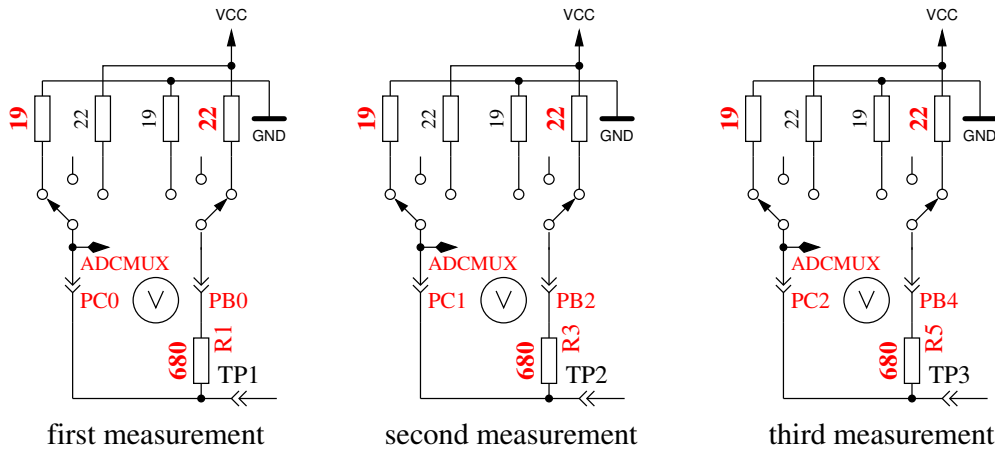 VCC
19
22
19
22
GND
ADCMUX
PC0
V
PB0
680
R1
TP1
first measurement
VCC
19
22
19
22
GND
ADCMUX
PC1
V
PB2
680
R3
TP2
second measurement
VCC
19
22
19
22
GND
ADCMUX
PC2
V
PB4
680
R5
TP3
third measurement